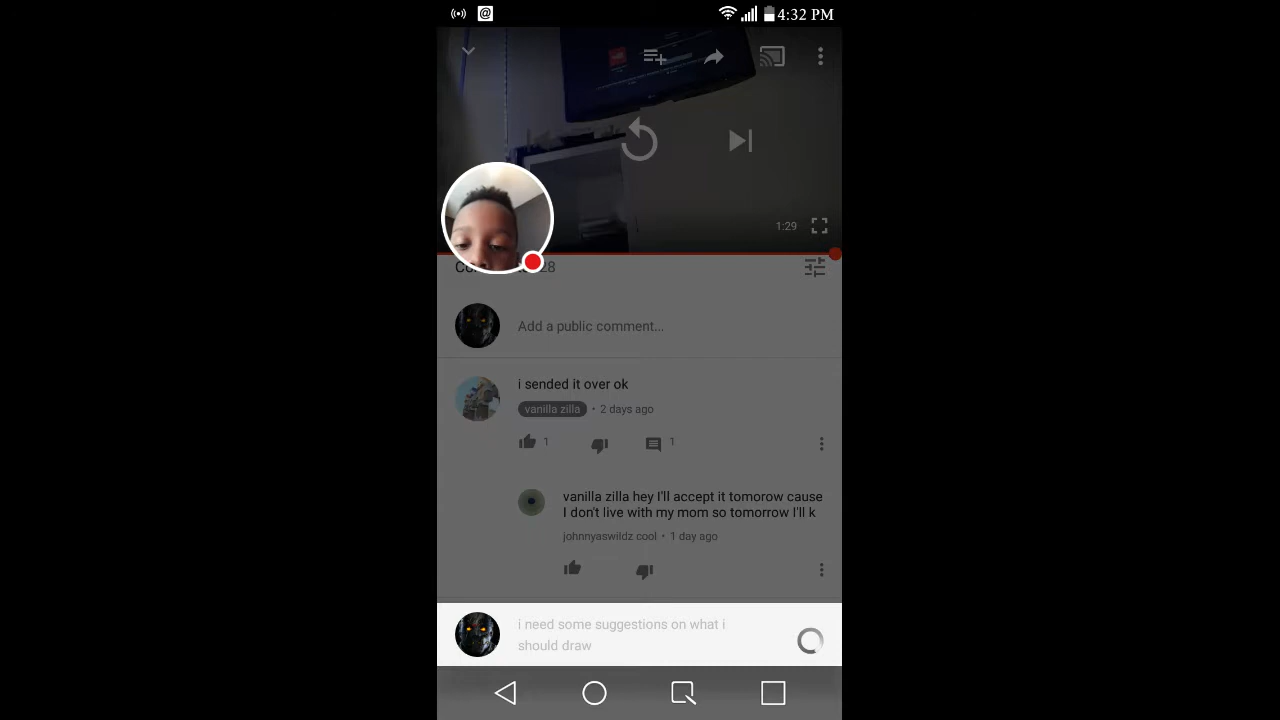 4:32 PM
1:29
28
Add a public comment...
i sended it over ok
vanilla zilla • 2 days ago
1
1
vanilla zilla hey I'll accept it tomorow cause
I don't live with my mom so tomorrow I'll k
johnnyaswildz cool • 1 day ago
i need some suggestions on what i
should draw